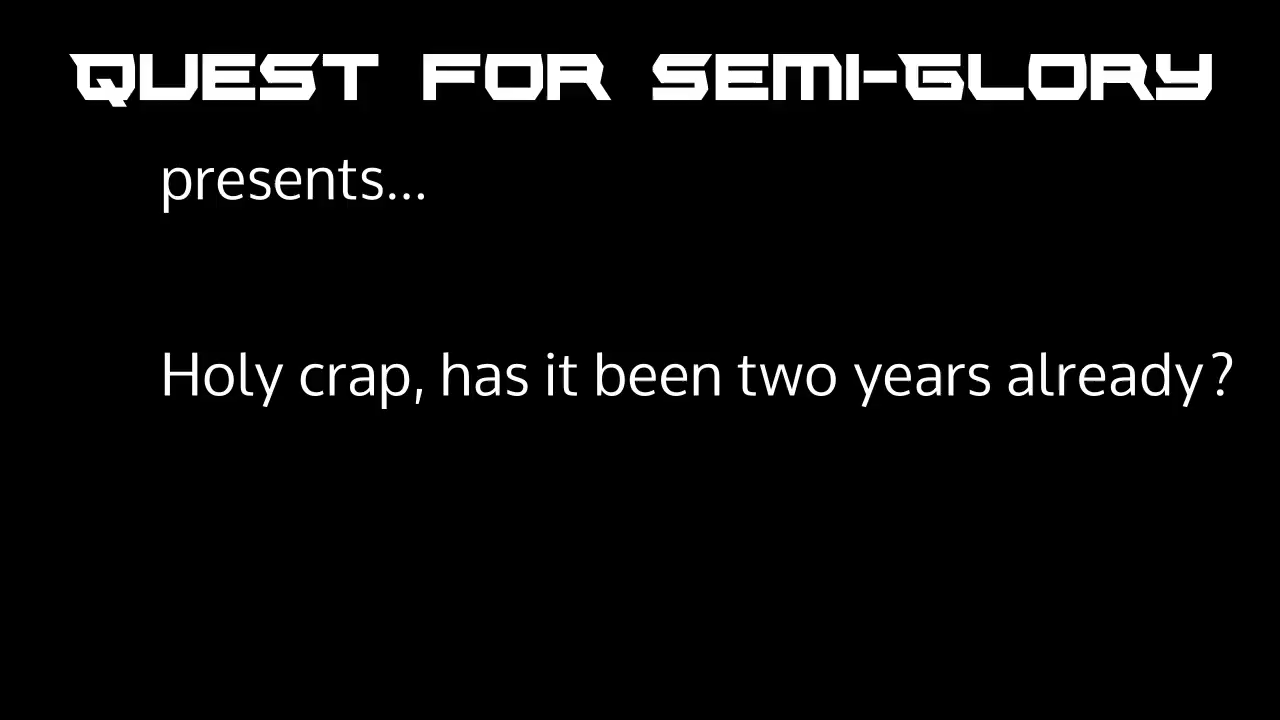 QUEST FOR SEMI-GLORY
presents...
Holy crap, has it been two years already?